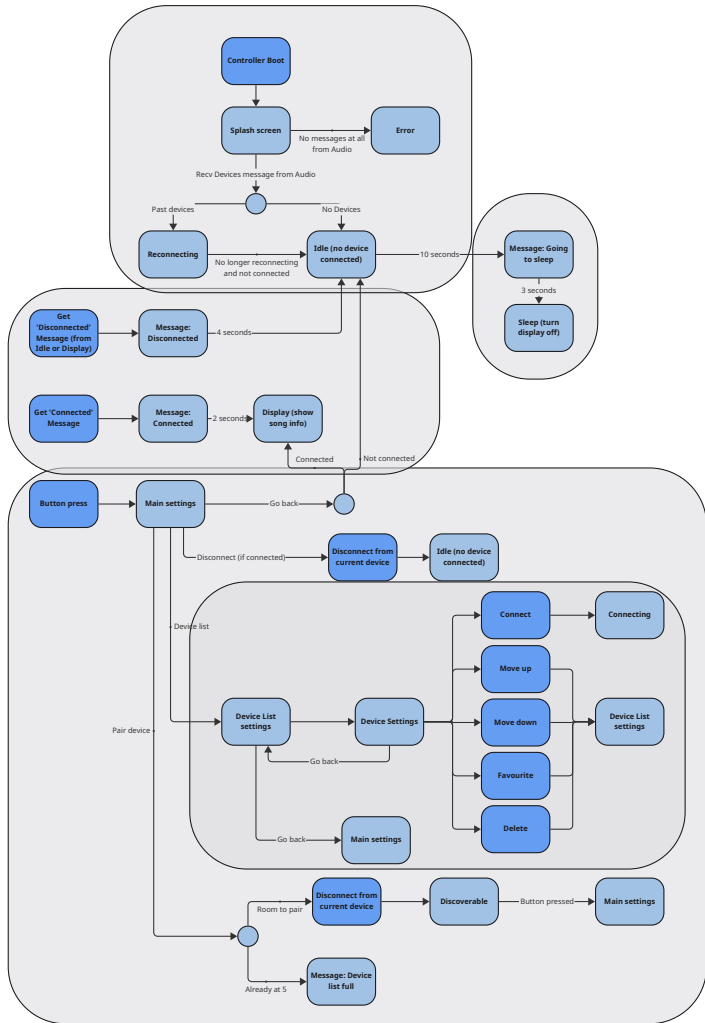 Controller Boot
Splash screen
Error
No messages at all
from Audio
Recv Devices message from Audio
Past devices
No Devices
Reconnecting
No longer reconnecting
and not connected
Idle (no device
connected)
10 seconds
Message: Going
to sleep
3 seconds
Sleep (turn
display off)
Get
'Disconnected'
Message (from
Idle or Display)
Message:
Disconnected
4 seconds
Get 'Connected'
Message
Message:
Connected
2 seconds
Display (show
song info)
Connected
Not connected
Button press
Main settings
Go back
Disconnect (if connected)
Disconnect from
current device
Idle (no device
connected)
Device list
Connect
Connecting
Move up
Device List
settings
Device Settings
Move down
Device List
settings
Pair device
Go back
Favourite
Delete
Go back
Main settings
Room to pair
Disconnect from
current device
Discoverable
Button pressed
Main settings
Already at 5
Message: Device
list full